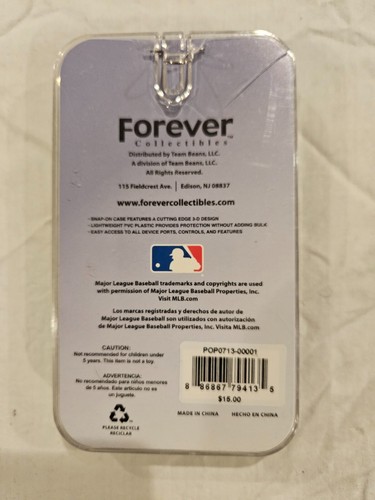 Forever™
Collectibles
Distributed by Team Beans, LLC.
A division of Team Beans, LLC.
All Rights Reserved.
115 Fieldcrest Ave. | Edison, NJ 08837
www.forevercollectibles.com
• SNAP-ON CASE FEATURES A CUTTING EDGE 3-D DESIGN
• LIGHTWEIGHT PVC PLASTIC PROVIDES PROTECTION WITHOUT ADDING BULK
• EASY ACCESS TO ALL DEVICE PORTS, CONTROLS, AND FEATURES
Major League Baseball trademarks and copyrights are used
with permission of Major League Baseball Properties, Inc.
Visit MLB.com
Los marcas registradas y derechos de autor de
Major League Baseball son utilizados con autorización
de Major League Baseball Properties, Inc. Visit MLB.com
CAUTION:
Not recommended for children under
5 years. This item is not a toy.
ADVERTENCIA:
No recomendado para niños menores
de 5 años. Este artículo no es
un juguete.
PLEASE RECYCLE
RECICLAR
POP0713-00001
8 86867 79413 5
$15.00
MADE IN CHINA HECHO EN CHINA